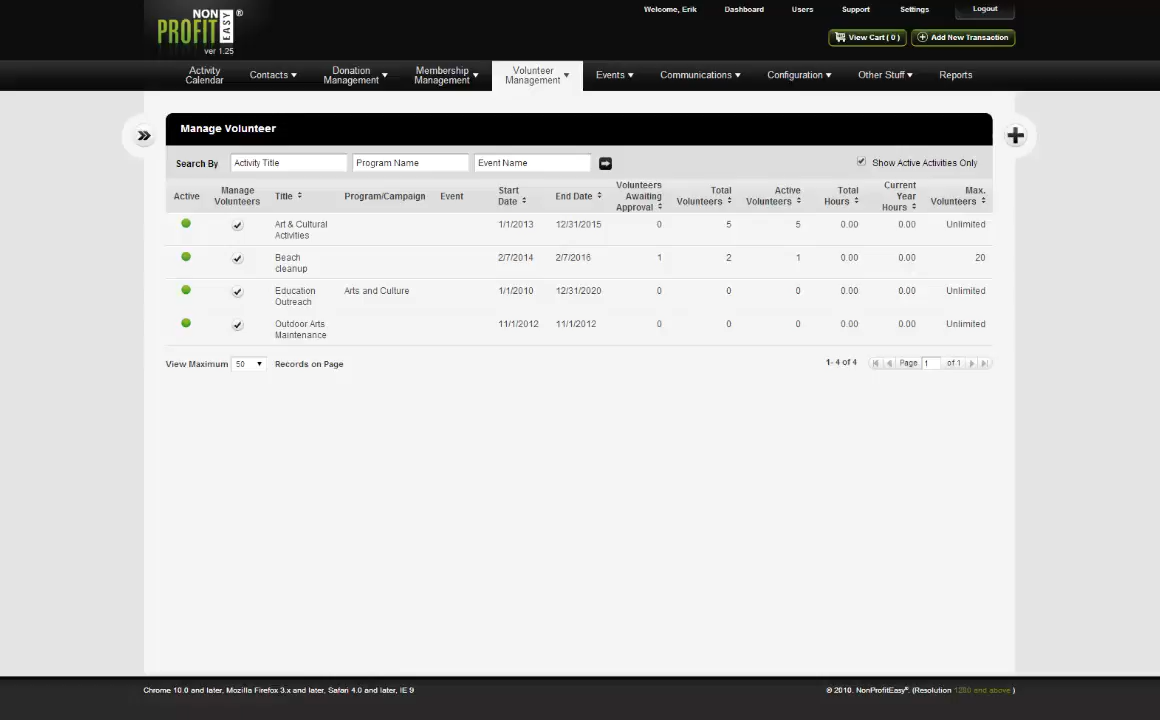 NON
PROFIT EASY ®
ver 1.25
Welcome, Erik Dashboard Users Support Settings Logout
View Cart ( 0 ) Add New Transaction
Activity Calendar Contacts Donation Management Membership Management Volunteer Management Events Communications Configuration Other Stuff Reports
Manage Volunteer
Search By Activity Title Program Name Event Name Show Active Activities Only
Active Manage Volunteers Title Program/Campaign Event Start Date End Date Volunteers Awaiting Approval Total Volunteers Active Volunteers Total Hours Current Year Hours Max. Volunteers
Art & Cultural Activities 1/1/2013 12/31/2015 0 5 5 0.00 0.00 Unlimited
Beach cleanup 2/7/2014 2/7/2016 1 2 1 0.00 0.00 20
Education Outreach Arts and Culture 1/1/2010 12/31/2020 0 0 0 0.00 0.00 Unlimited
Outdoor Arts Maintenance 11/1/2012 11/1/2012 0 0 0 0.00 0.00 Unlimited
View Maximum 50 Records on Page 1- 4 of 4 Page 1 of 1
Chrome 10.0 and later, Mozilla Firefox 3.x and later, Safari 4.0 and later, IE 9 © 2010. NonProfitEasy®. (Resolution 1280 and above )